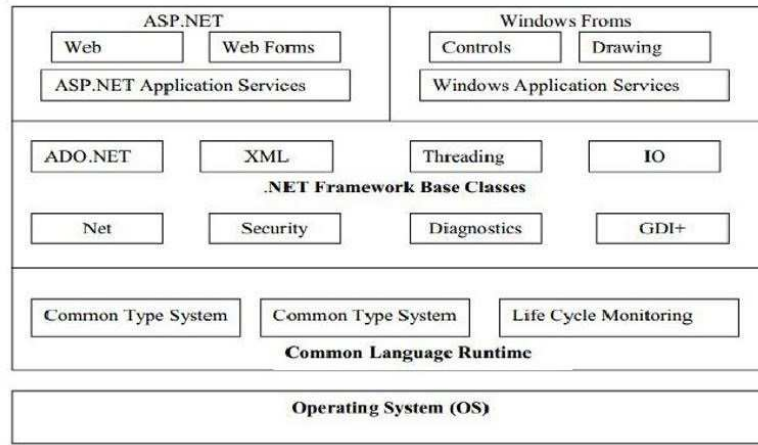 ASP.NET
Windows Froms
Web
Web Forms
Controls
Drawing
ASP.NET Application Services
Windows Application Services
ADO.NET
XML
Threading
IO
.NET Framework Base Classes
Net
Security
Diagnostics
GDI+
Common Type System
Common Type System
Life Cycle Monitoring
Common Language Runtime
Operating System (OS)